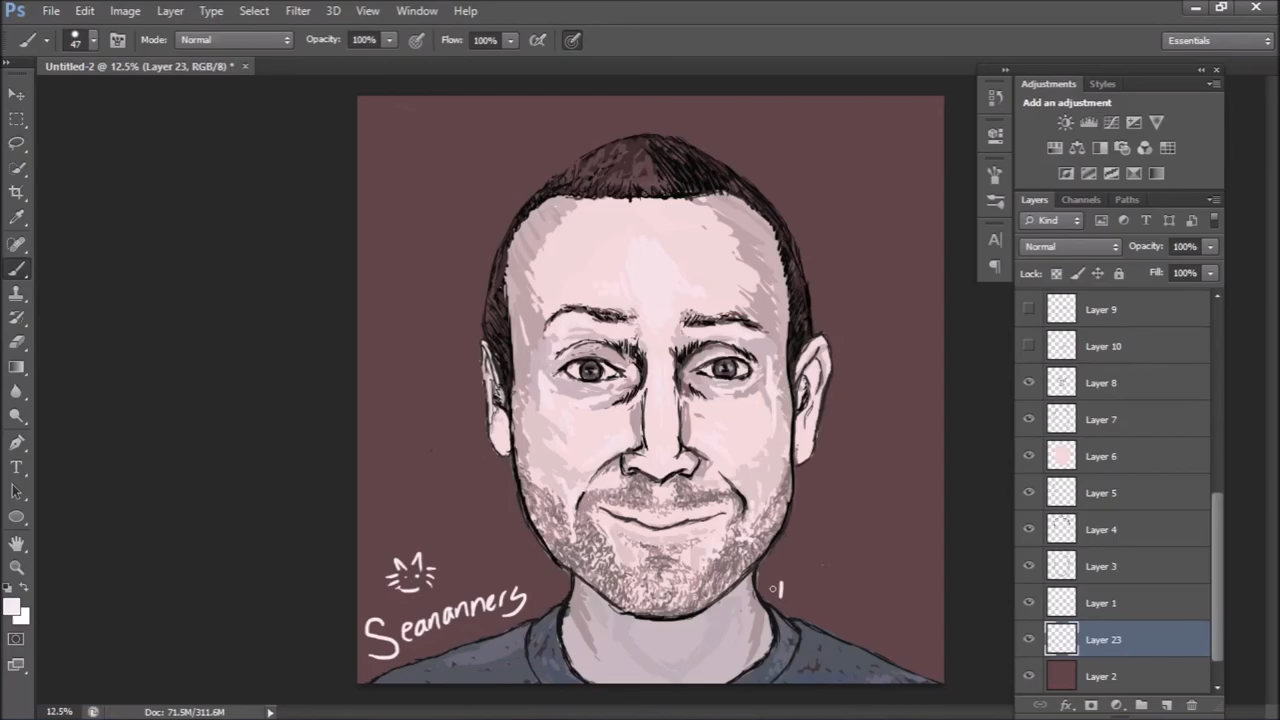 Ps File Edit Image Layer Type Select Filter 3D View Window Help
47 Mode: Normal Opacity: 100% Flow: 100% Essentials
Untitled-2 @ 12.5% (Layer 23, RGB/8) * ×
Adjustments Styles
Add an adjustment
Layers Channels Paths
Kind
Normal Opacity: 100%
Lock: Fill: 100%
Layer 9
Layer 10
Layer 8
Layer 7
Layer 6
Layer 5
Layer 4
Layer 3
Layer 1
Layer 23
Layer 2
Seananners
12.5% Doc: 71.5M/311.6M